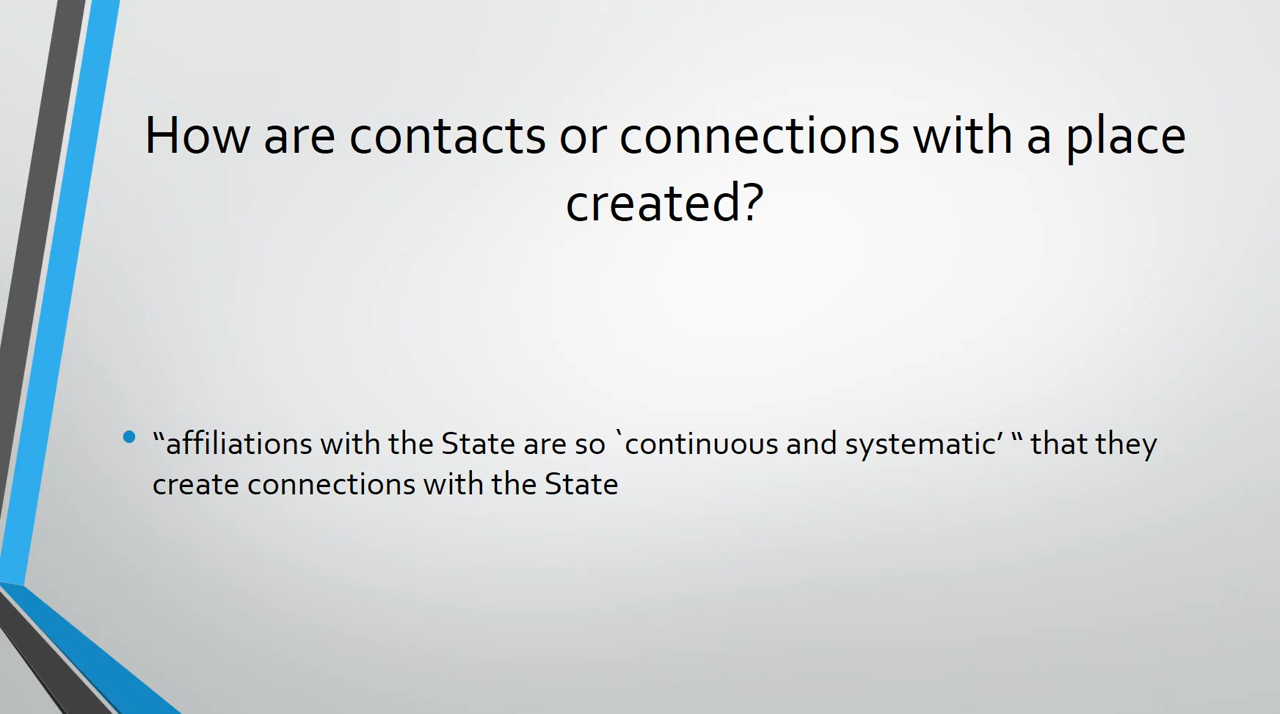 How are contacts or connections with a place
created?
• “affiliations with the State are so `continuous and systematic’ “ that they
create connections with the State